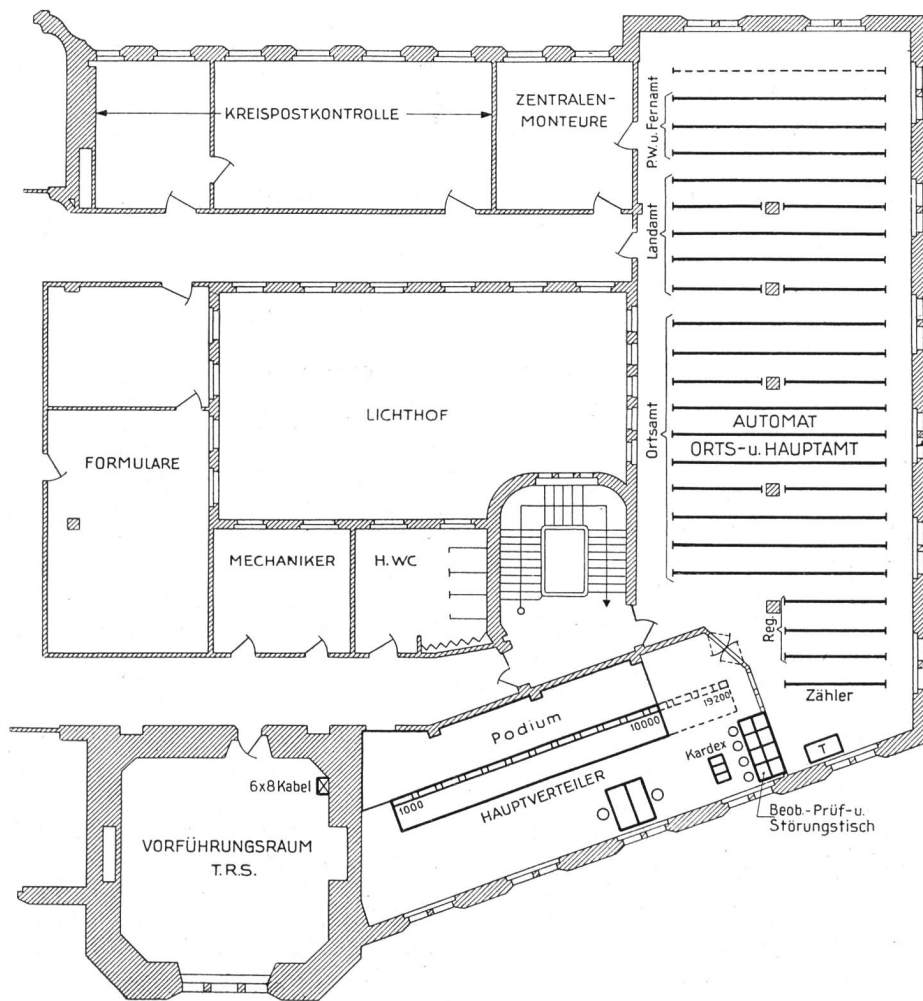 KREISPOSTKONTROLLE
ZENTRALEN-
MONTEURE
P.W. u. Fernamt
Landamt
Ortsamt
LICHTHOF
AUTOMAT
ORTS- u. HAUPTAMT
FORMULARE
MECHANIKER
H. WC
Reg.
Zähler
Podium
19200
10000
1000
Kardex
T
HAUPTVERTEILER
6x8 Kabel
Beob.-Prüf- u.
Störungstisch
VORFÜHRUNGSRAUM
T.R.S.